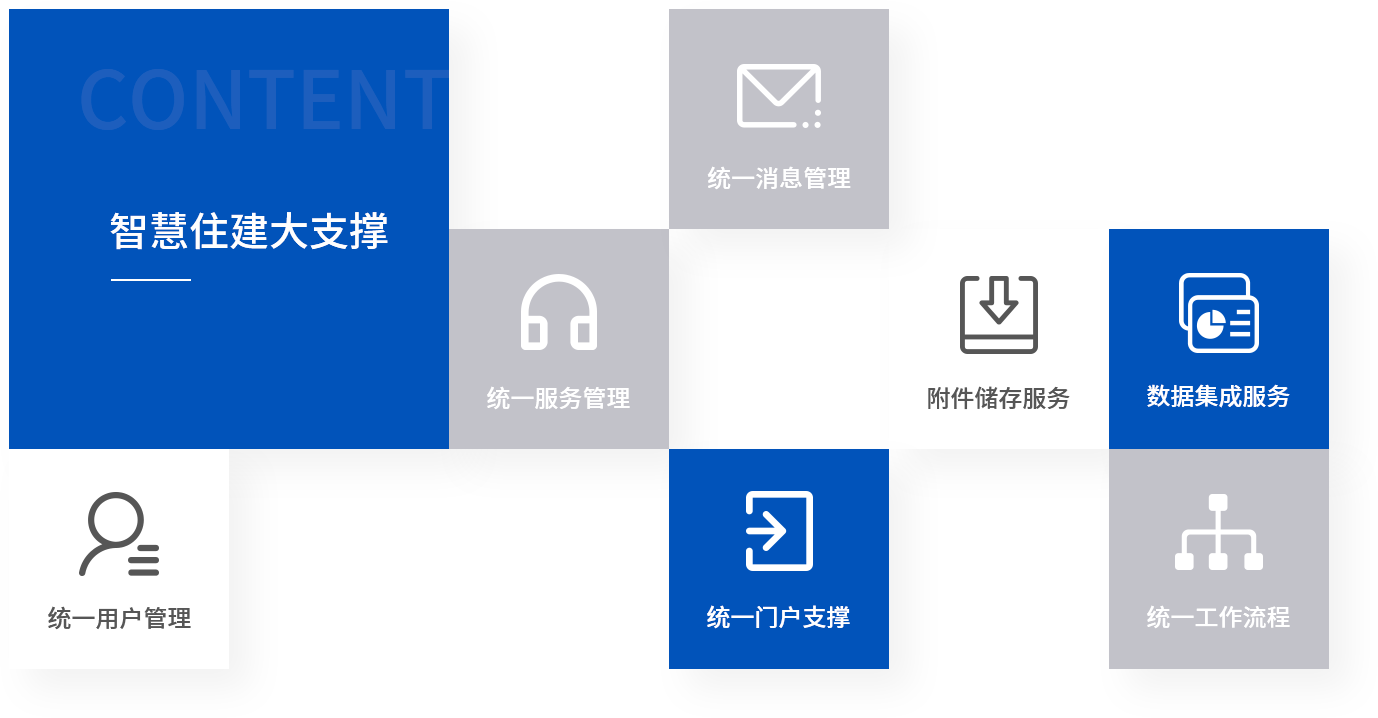 CONTENT
智慧住建大支撑
统一消息管理
统一服务管理
附件储存服务
数据集成服务
统一用户管理
统一门户支撑
统一工作流程